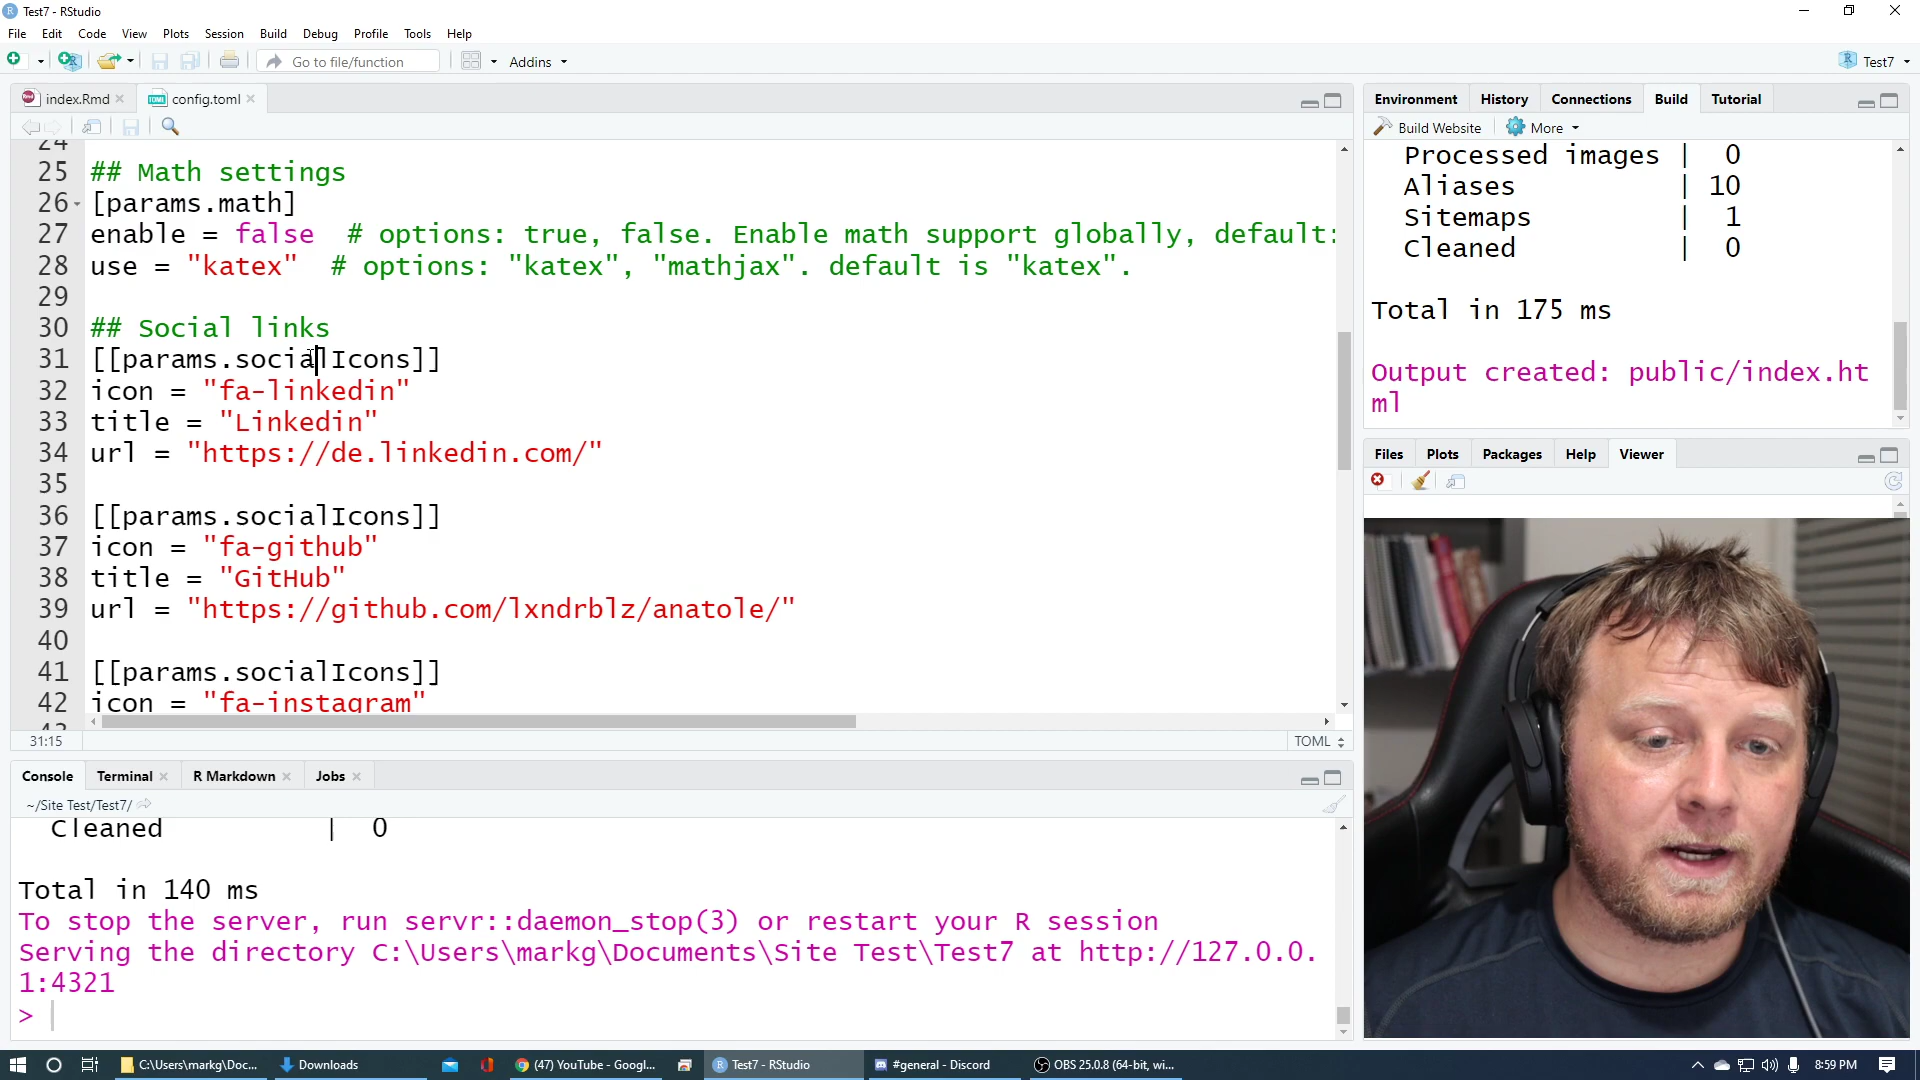 Test7 - RStudio
File Edit Code View Plots Session Build Debug Profile Tools Help
Go to file/function Addins Test7
index.Rmd config.toml
24
25 ## Math settings
26 [params.math]
27 enable = false # options: true, false. Enable math support globally, default:
28 use = "katex" # options: "katex", "mathjax". default is "katex".
29
30 ## Social links
31 [[params.socialIcons]]
32 icon = "fa-linkedin"
33 title = "Linkedin"
34 url = "https://de.linkedin.com/"
35
36 [[params.socialIcons]]
37 icon = "fa-github"
38 title = "GitHub"
39 url = "https://github.com/lxndrblz/anatole/"
40
41 [[params.socialIcons]]
42 icon = "fa-instagram"
43
31:15 TOML
Console Terminal R Markdown Jobs
~/Site Test/Test7/
Cleaned | 0
Total in 140 ms
To stop the server, run servr::daemon_stop(3) or restart your R session
Serving the directory C:\Users\markg\Documents\Site Test\Test7 at http://127.0.0.
1:4321
>
Environment History Connections Build Tutorial
Build Website More
Processed images | 0
Aliases | 10
Sitemaps | 1
Cleaned | 0
Total in 175 ms
Output created: public/index.ht
ml
Files Plots Packages Help Viewer
C:\Users\markg\Doc... Downloads (47) YouTube - Googl... Test7 - RStudio #general - Discord OBS 25.0.8 (64-bit, wi... 8:59 PM